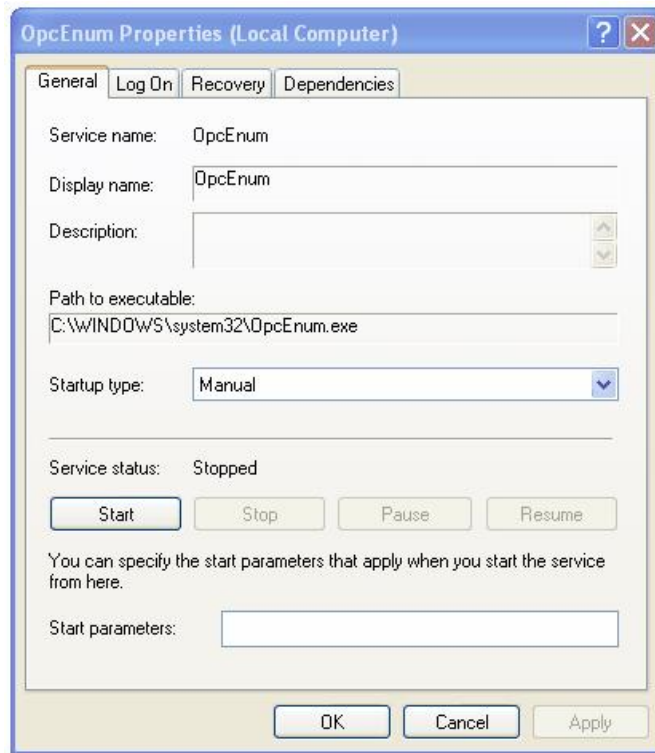 OpcEnum Properties (Local Computer)
General Log On Recovery Dependencies
Service name: OpcEnum
Display name: OpcEnum
Description:
Path to executable:
C:\WINDOWS\system32\OpcEnum.exe
Startup type: Manual
Service status: Stopped
Start Stop Pause Resume
You can specify the start parameters that apply when you start the service
from here.
Start parameters:
OK Cancel Apply